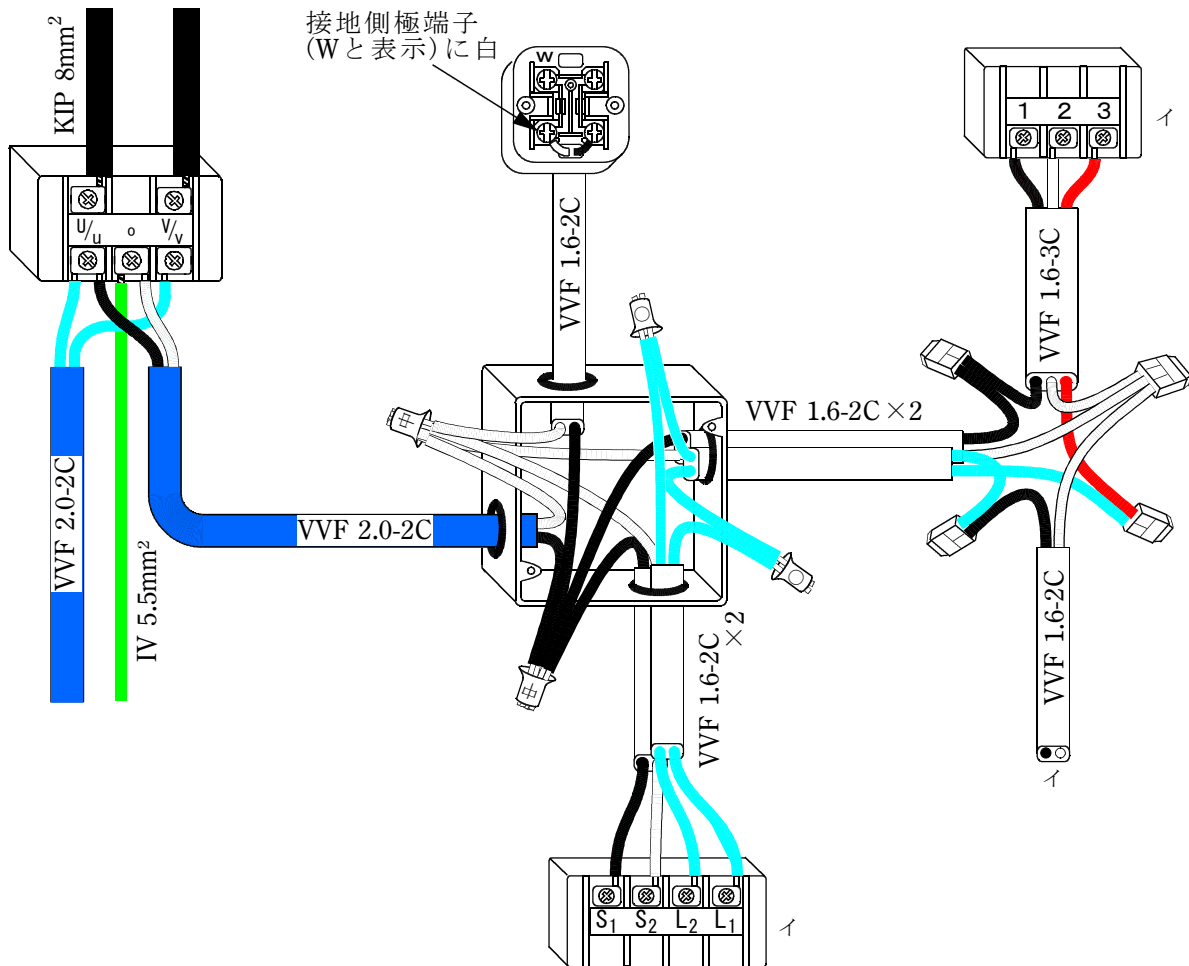 接地側極端子
(Wと表示)に白
KIP 8mm²
W
1 2 3
イ
U/u o V/v
VVF 1.6-2C
VVF 1.6-3C
VVF 1.6-2C×2
VVF 2.0-2C
VVF 2.0-2C
IV 5.5mm²
中
中
VVF 1.6-2C
×2
VVF 1.6-2C
イ
S₁ S₂ L₂ L₁
イ